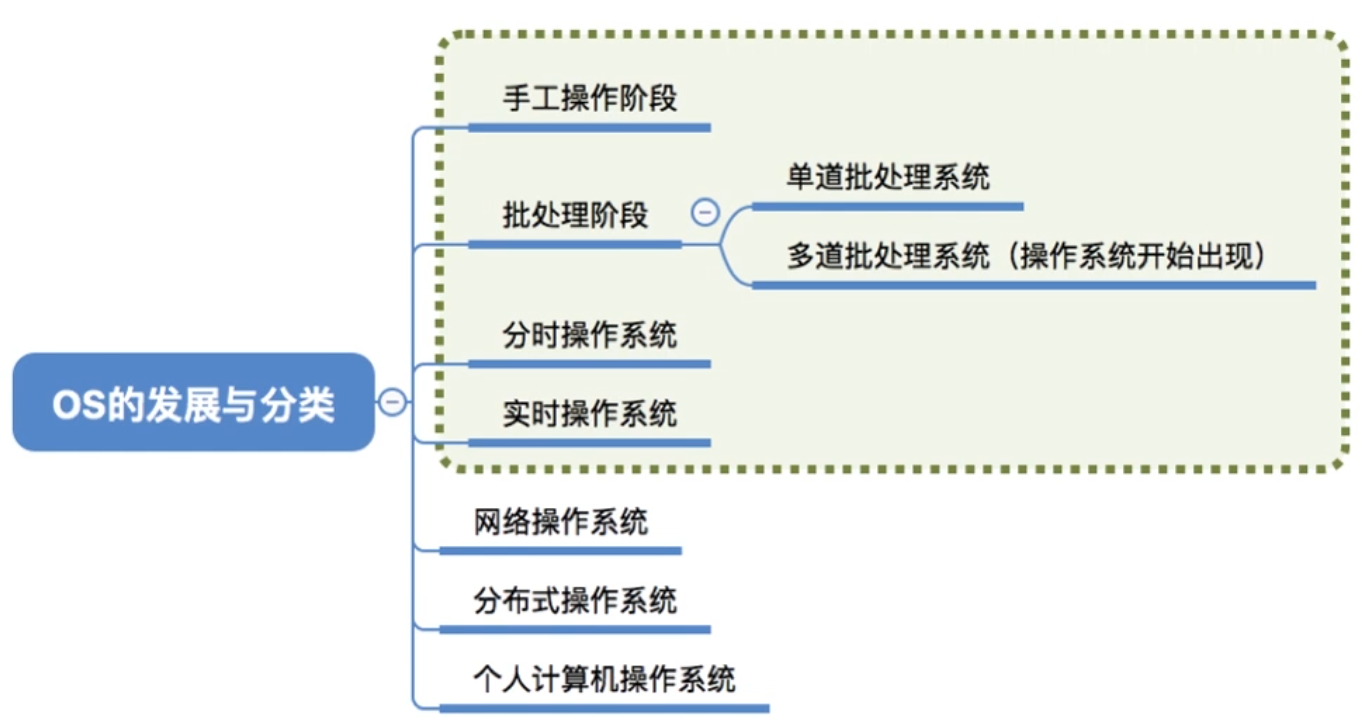 OS的发展与分类
手工操作阶段
批处理阶段
单道批处理系统
多道批处理系统（操作系统开始出现）
分时操作系统
实时操作系统
网络操作系统
分布式操作系统
个人计算机操作系统